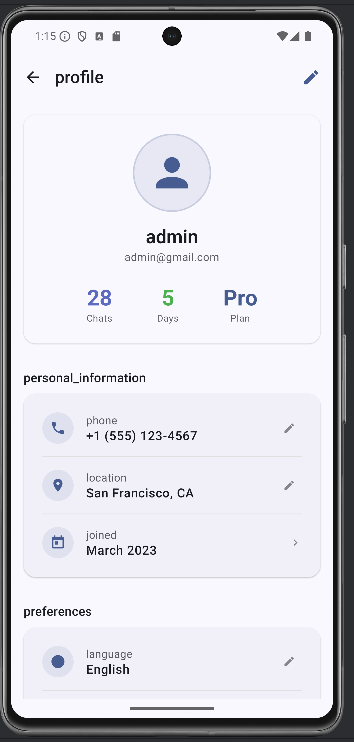 1:15
profile
admin
admin@gmail.com
28 5 Pro
Chats Days Plan
personal_information
phone
+1 (555) 123-4567
location
San Francisco, CA
joined
March 2023
preferences
language
English